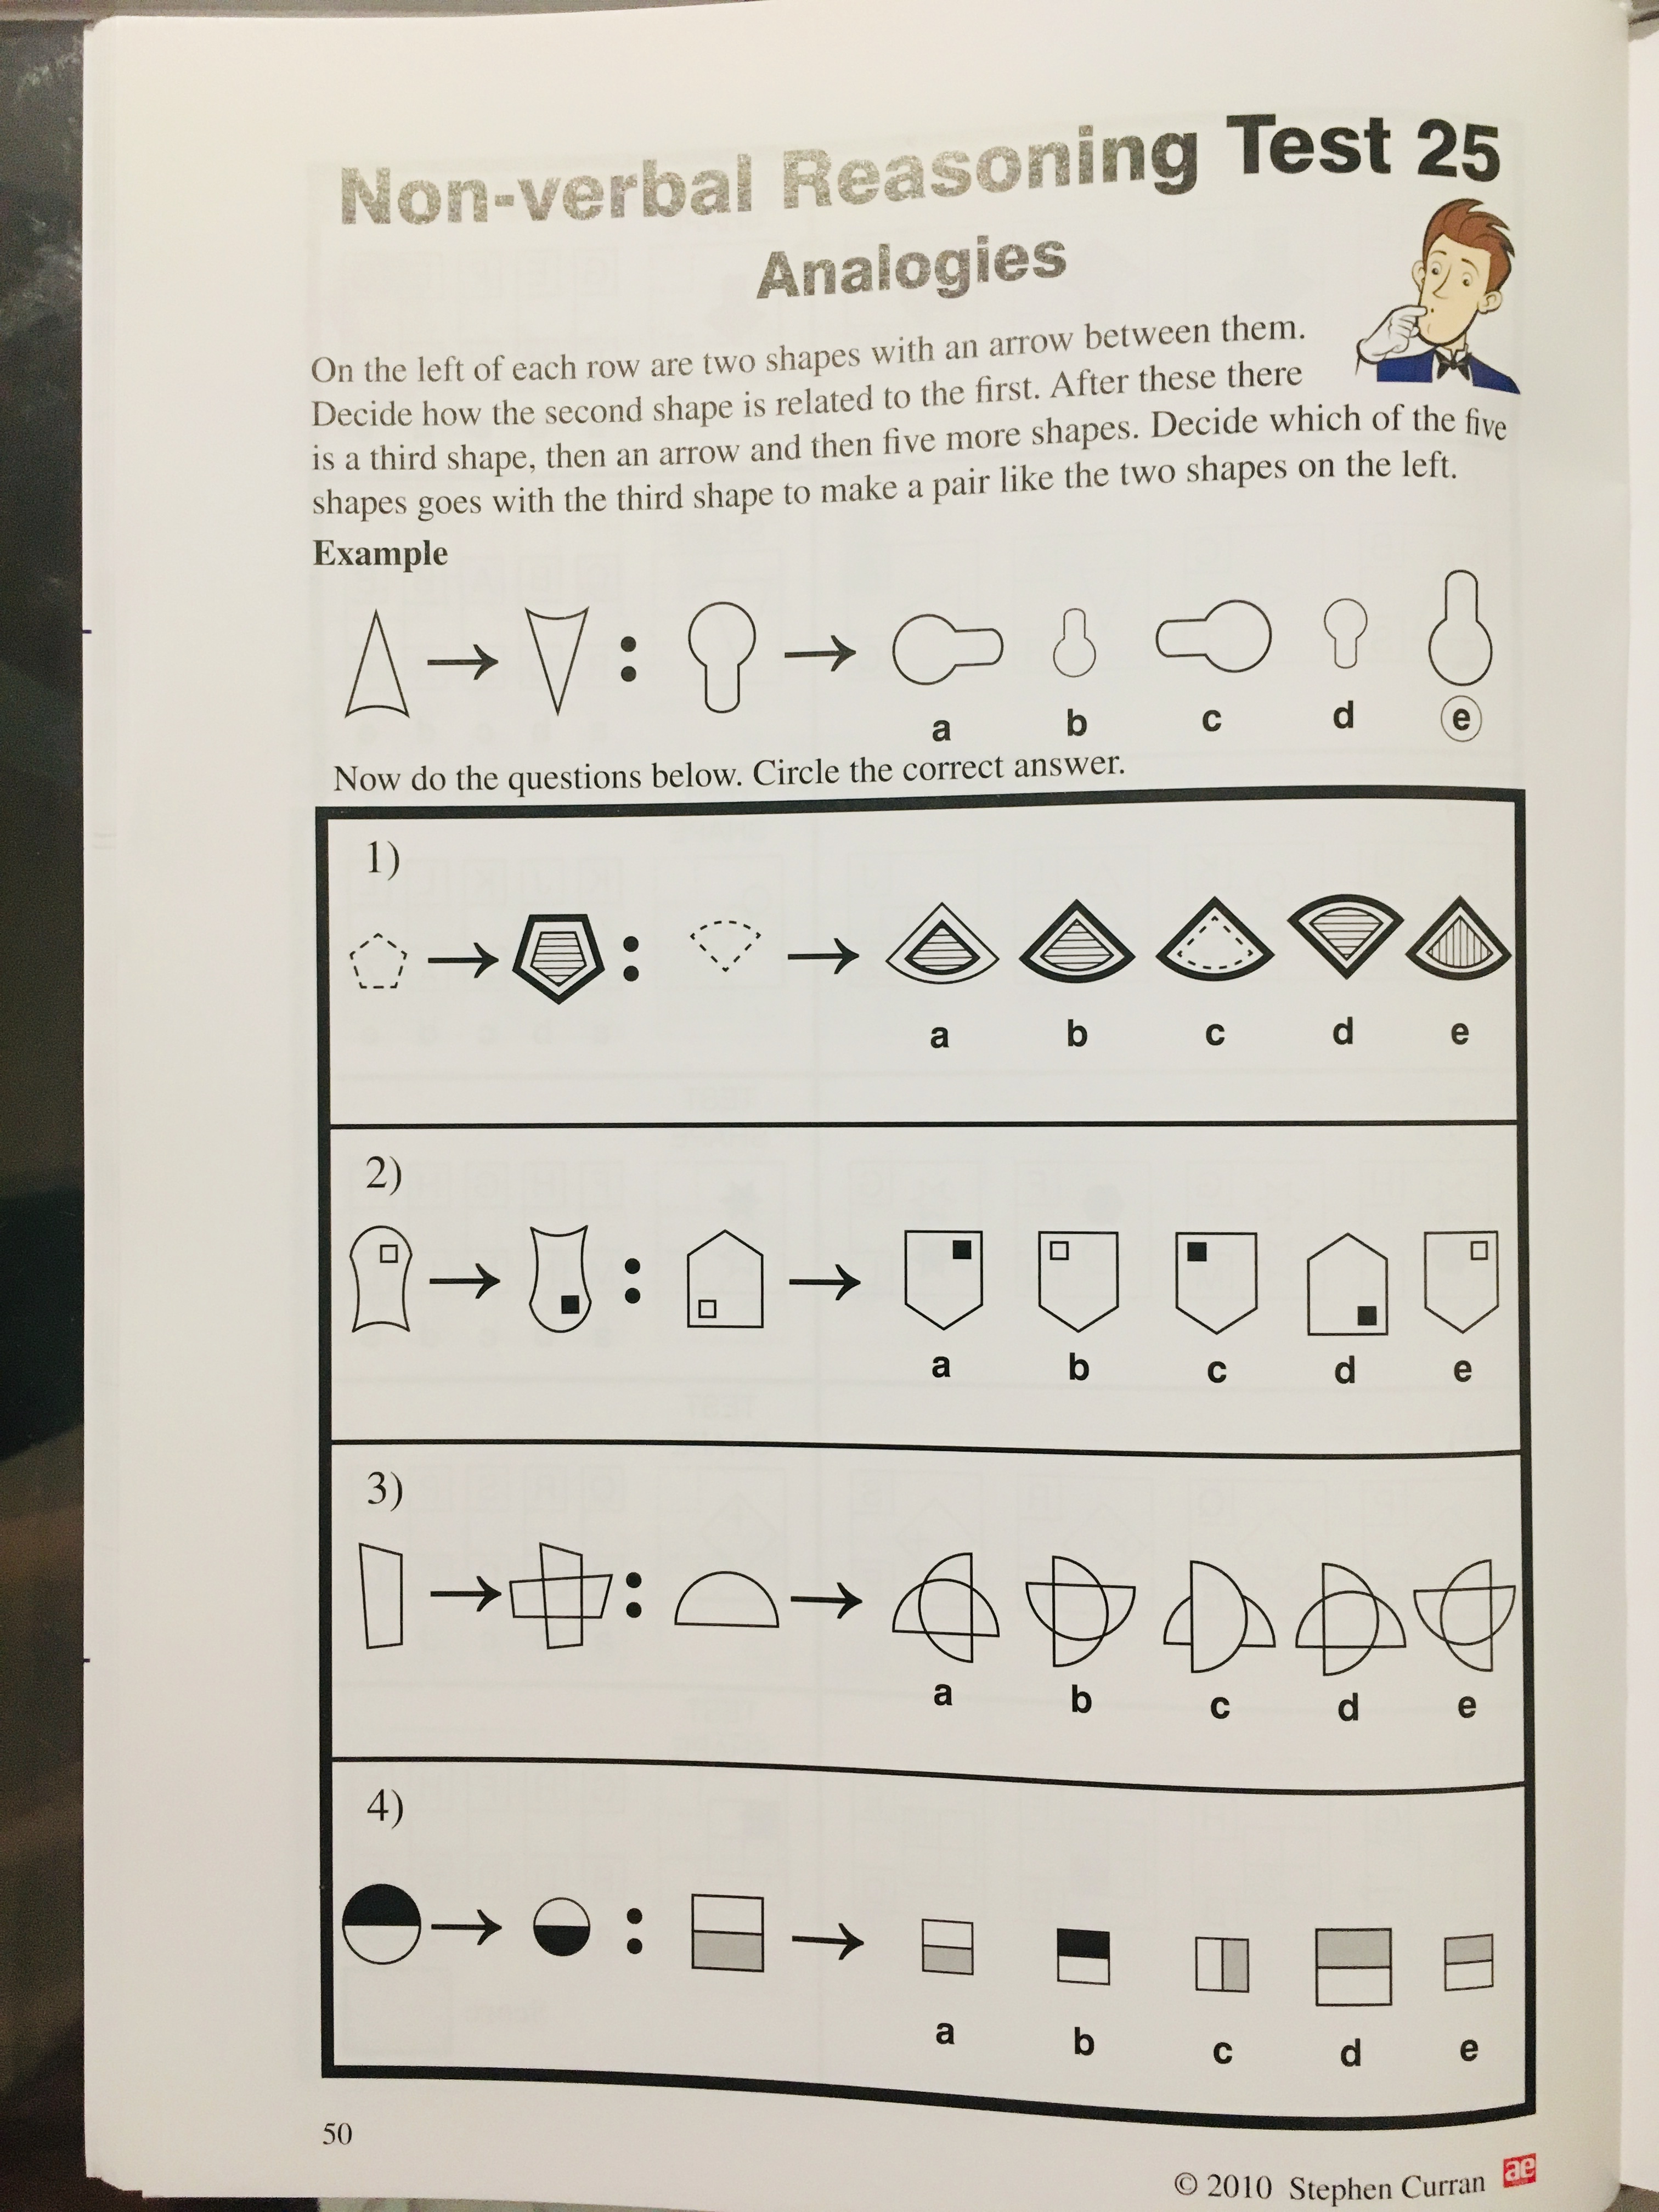 Non-verbal Reasoning Test 25
Analogies
On the left of each row are two shapes with an arrow between them.
Decide how the second shape is related to the first. After these there
is a third shape, then an arrow and then five more shapes. Decide which of the five
shapes goes with the third shape to make a pair like the two shapes on the left.
Example
a b c d e
Now do the questions below. Circle the correct answer.
1)
a b c d e
2)
a b c d e
3)
a b c d e
4)
a b c d e
50
© 2010 Stephen Curran ae